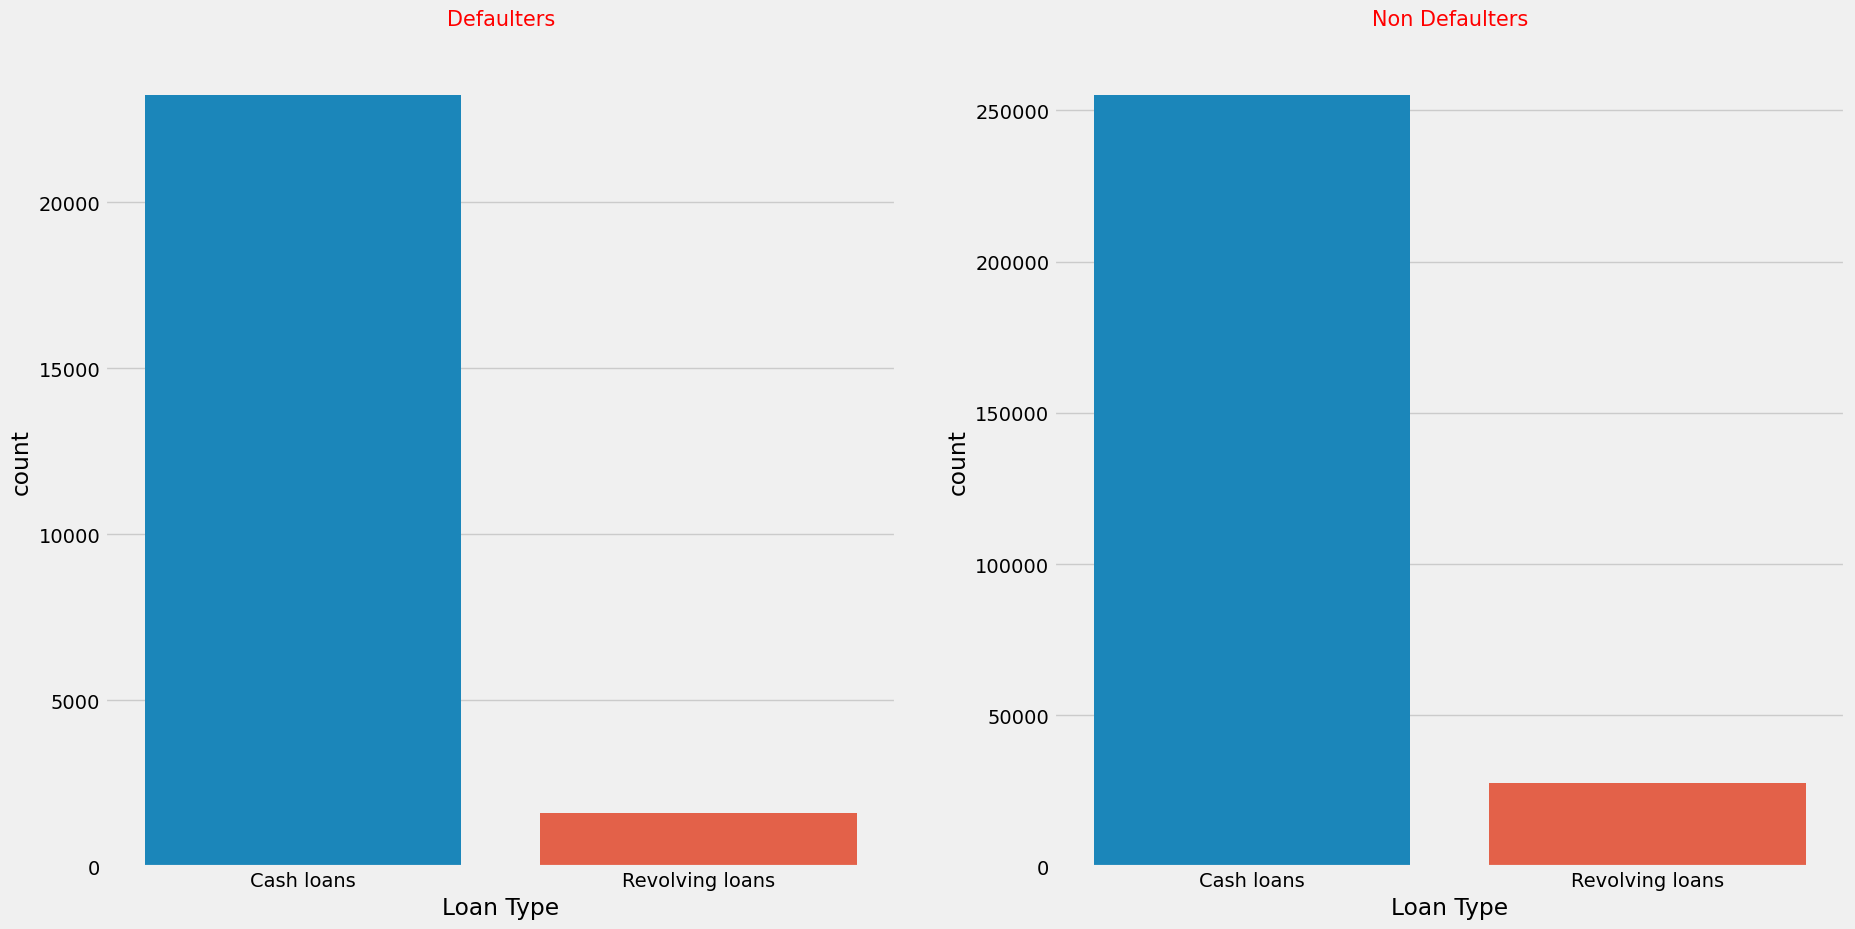 Defaulters
count
20000
15000
10000
5000
0
Cash loans
Revolving loans
Loan Type
Non Defaulters
count
250000
200000
150000
100000
50000
0
Cash loans
Revolving loans
Loan Type